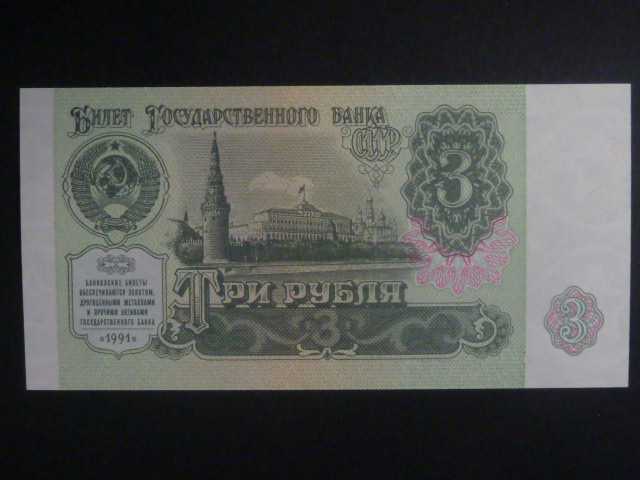 Билет Государственного Банка
СССР
3
Три рубля
3
3
БАНКОВСКИЕ БИЛЕТЫ
ОБЕСПЕЧИВАЮТСЯ ЗОЛОТОМ,
ДРАГОЦЕННЫМИ МЕТАЛЛАМИ
И ПРОЧИМИ АКТИВАМИ
ГОСУДАРСТВЕННОГО БАНКА
1991